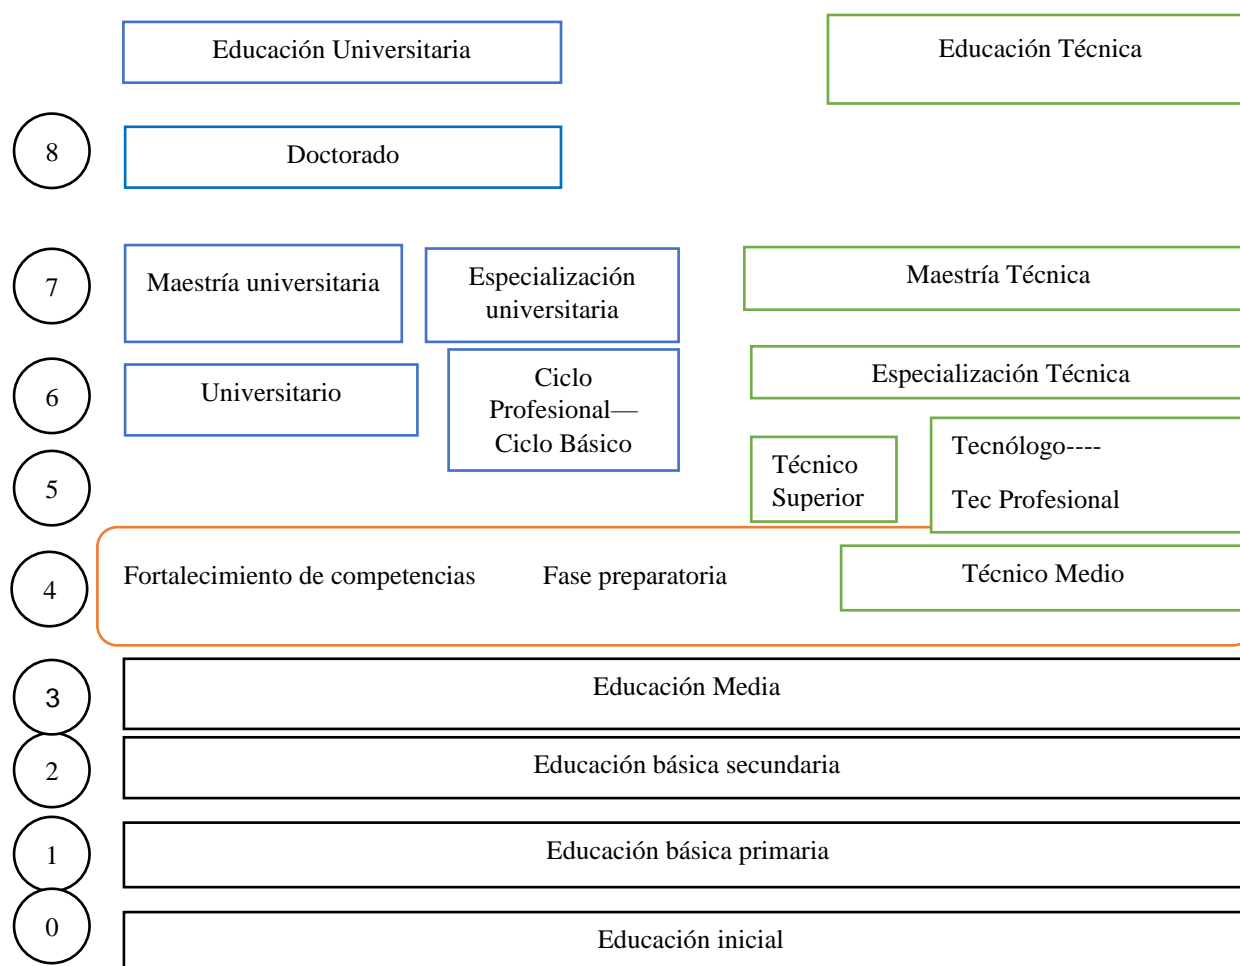 Educación Universitaria
Educación Técnica
8
Doctorado
7
Maestría universitaria
Especialización
universitaria
Maestría Técnica
6
Universitario
Ciclo
Profesional—
Ciclo Básico
Especialización Técnica
5
Técnico
Superior
Tecnólogo----
Tec Profesional
4
Fortalecimiento de competencias
Fase preparatoria
Técnico Medio
3
Educación Media
2
Educación básica secundaria
1
Educación básica primaria
0
Educación inicial